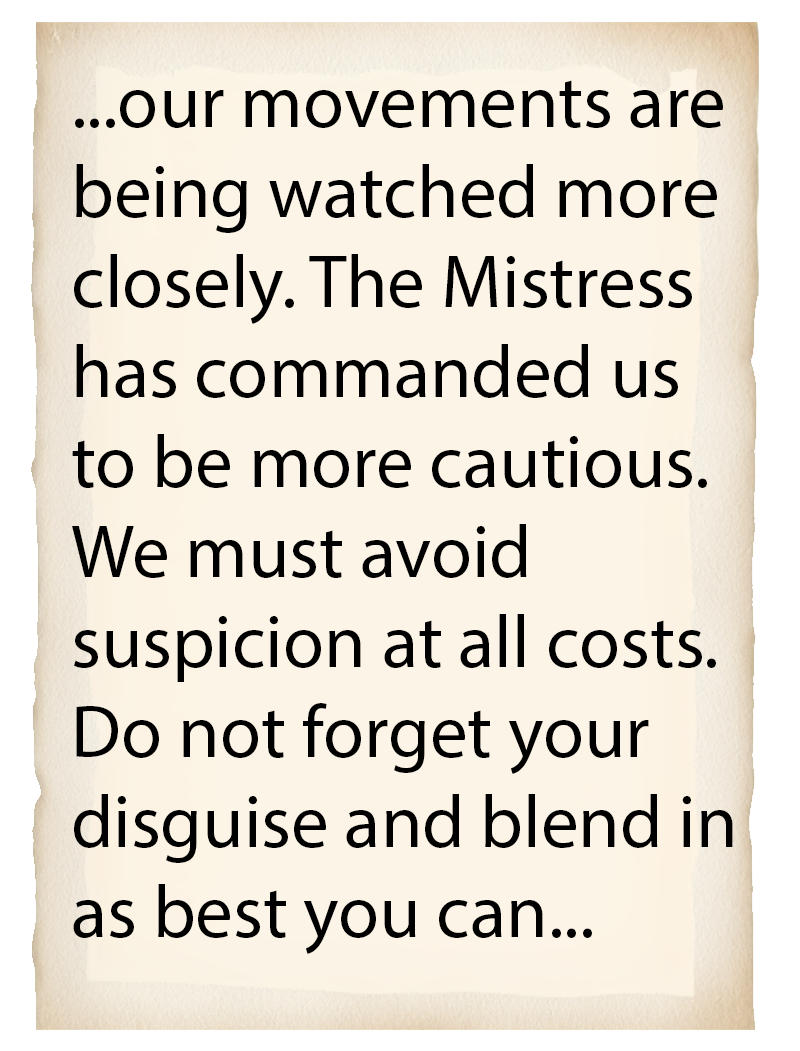 ...our movements are
being watched more
closely. The Mistress
has commanded us
to be more cautious.
We must avoid
suspicion at all costs.
Do not forget your
disguise and blend in
as best you can...